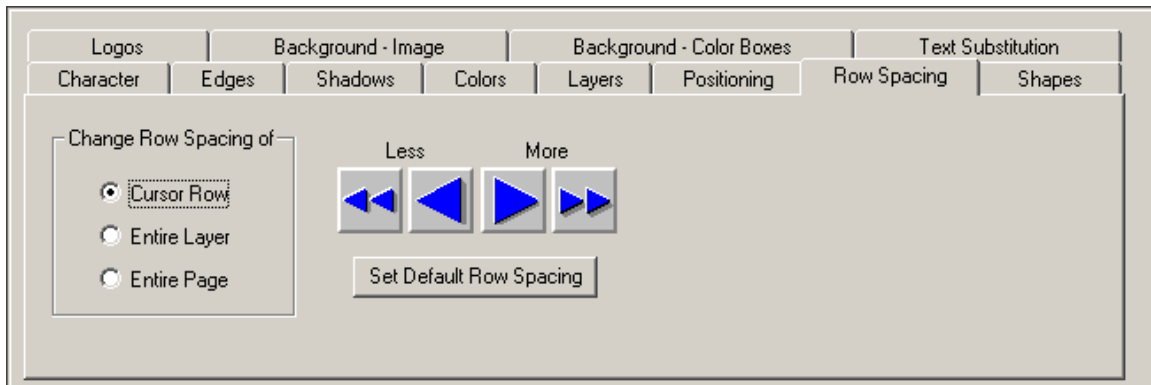 Logos Background - Image Background - Color Boxes Text Substitution
Character Edges Shadows Colors Layers Positioning Row Spacing Shapes
Change Row Spacing of
Less More
Cursor Row
Entire Layer
Entire Page
Set Default Row Spacing